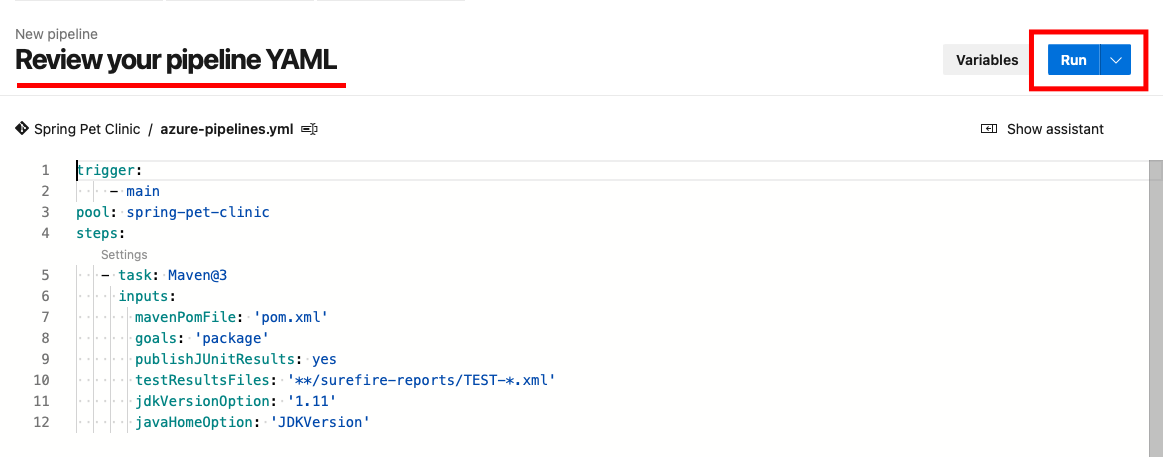 New pipeline
Review your pipeline YAML
Variables
Run
Spring Pet Clinic / azure-pipelines.yml
Show assistant
1 trigger:
2 - main
3 pool: spring-pet-clinic
4 steps:
Settings
5 - task: Maven@3
6 inputs:
7 mavenPomFile: 'pom.xml'
8 goals: 'package'
9 publishJUnitResults: yes
10 testResultsFiles: '**/surefire-reports/TEST-*.xml'
11 jdkVersionOption: '1.11'
12 javaHomeOption: 'JDKVersion'